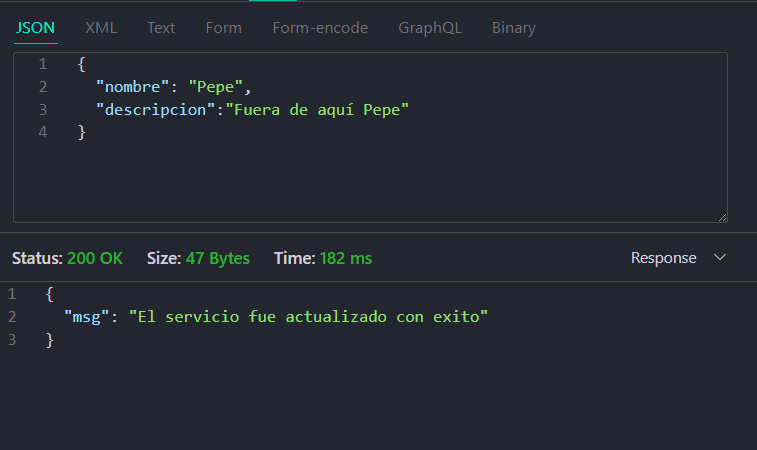 JSON XML Text Form Form-encode GraphQL Binary
1 {
2 "nombre": "Pepe",
3 "descripcion":"Fuera de aquí Pepe"
4 }
Status: 200 OK Size: 47 Bytes Time: 182 ms Response
1 {
2 "msg": "El servicio fue actualizado con exito"
3 }